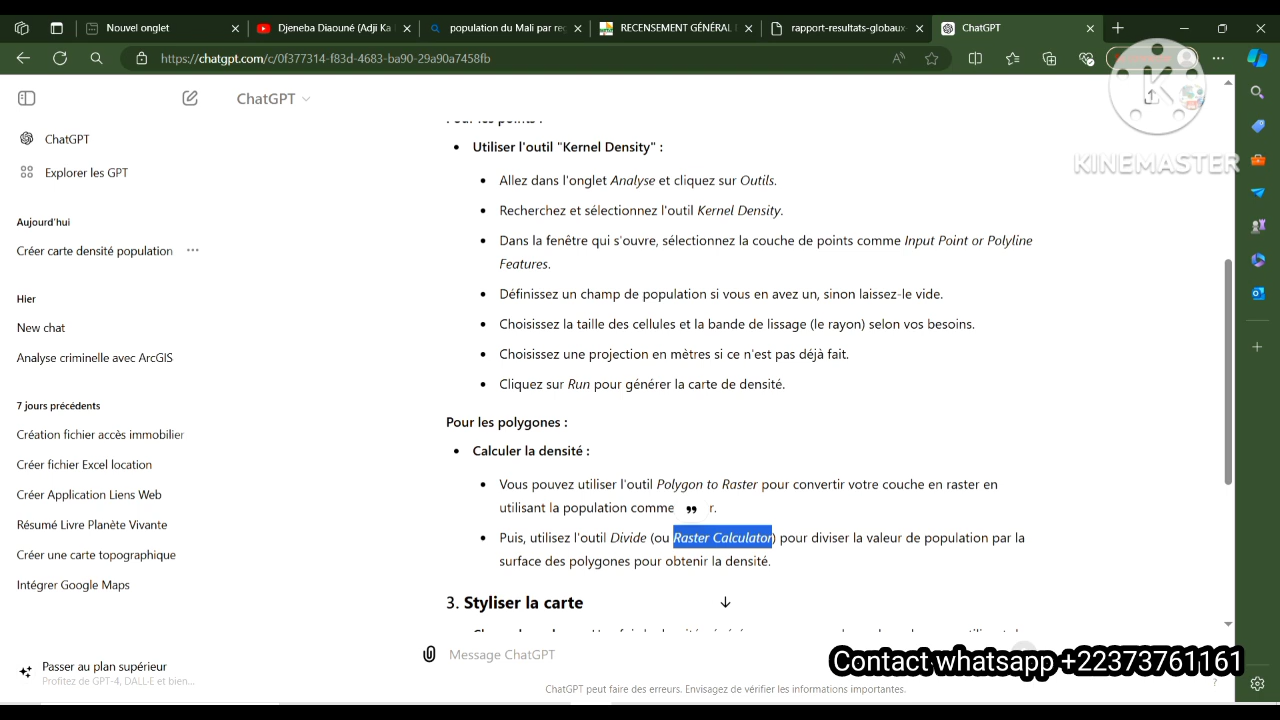 Nouvel onglet
Djeneba Diaouné (Adji Ka
population du Mali par rég
RECENSEMENT GÉNÉRAL
rapport-resultats-globaux-
ChatGPT
https://chatgpt.com/c/0f377314-f83d-4683-ba90-29a90a7458fb
ChatGPT
KINEMASTER
ChatGPT
Explorer les GPT
Aujourd'hui
Créer carte densité population
Hier
New chat
Analyse criminelle avec ArcGIS
7 jours précédents
Création fichier accès immobilier
Créer fichier Excel location
Créer Application Liens Web
Résumé Livre Planète Vivante
Créer une carte topographique
Intégrer Google Maps
Passer au plan supérieur
Profitez de GPT-4, DALL-E et bien...
Pour les points :
• Utiliser l'outil "Kernel Density" :
• Allez dans l'onglet Analyse et cliquez sur Outils.
• Recherchez et sélectionnez l'outil Kernel Density.
• Dans la fenêtre qui s'ouvre, sélectionnez la couche de points comme Input Point or Polyline
Features.
• Définissez un champ de population si vous en avez un, sinon laissez-le vide.
• Choisissez la taille des cellules et la bande de lissage (le rayon) selon vos besoins.
• Choisissez une projection en mètres si ce n'est pas déjà fait.
• Cliquez sur Run pour générer la carte de densité.
Pour les polygones :
• Calculer la densité :
• Vous pouvez utiliser l'outil Polygon to Raster pour convertir votre couche en raster en
utilisant la population comme r.
• Puis, utilisez l'outil Divide (ou Raster Calculator) pour diviser la valeur de population par la
surface des polygones pour obtenir la densité.
3. Styliser la carte
Message ChatGPT
Contact whatsapp +22373761161
ChatGPT peut faire des erreurs. Envisagez de vérifier les informations importantes.